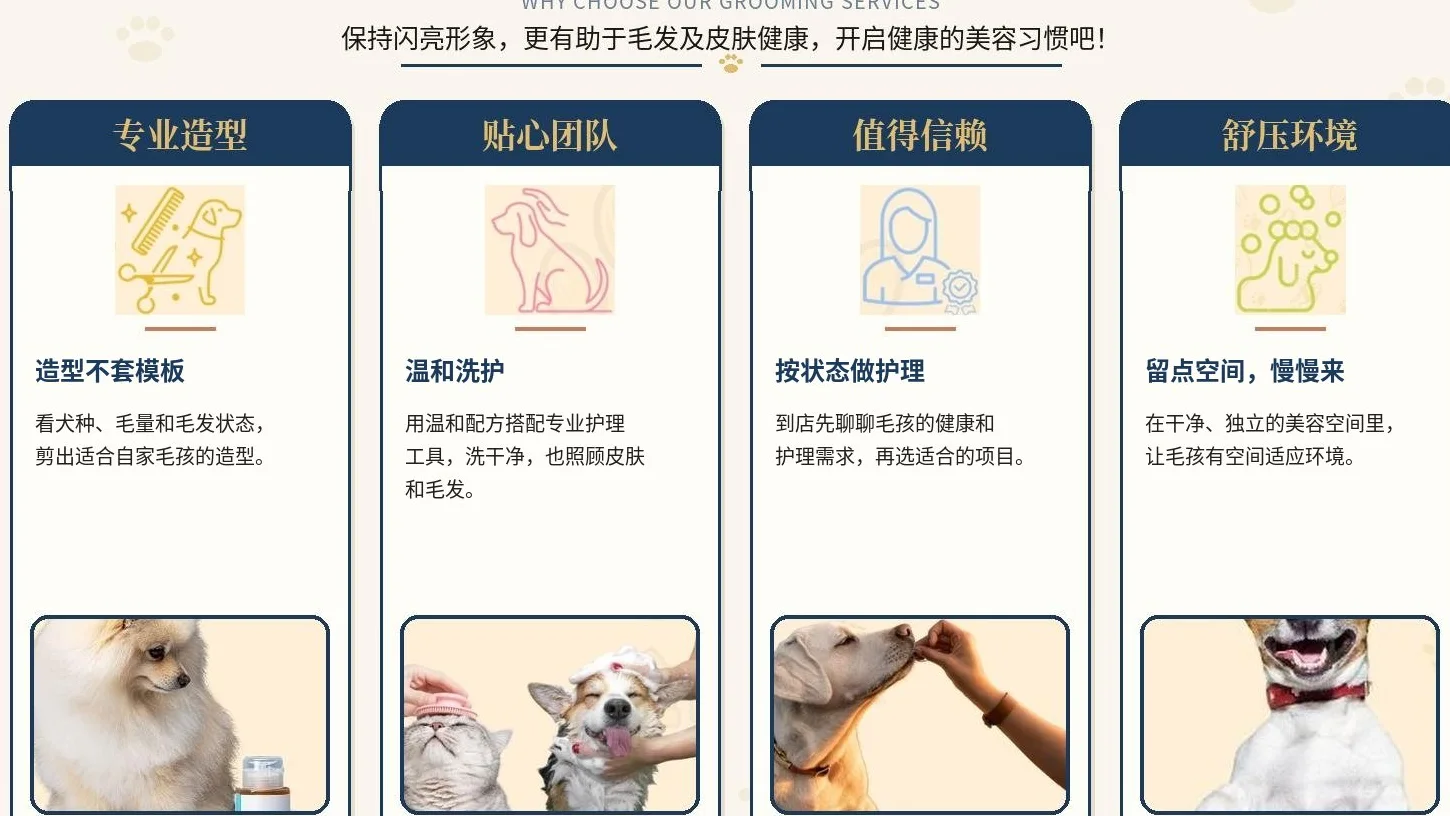 WHY CHOOSE OUR GROOMING SERVICES
保持闪亮形象，更有助于毛发及皮肤健康，开启健康的美容习惯吧！
专业造型
造型不套模板
看犬种、毛量和毛发状态，
剪出适合自家毛孩的造型。
贴心团队
温和洗护
用温和配方搭配专业护理
工具，洗干净，也照顾皮肤
和毛发。
值得信赖
按状态做护理
到店先聊聊毛孩的健康和
护理需求，再选适合的项目。
舒压环境
留点空间，慢慢来
在干净、独立的美容空间里，
让毛孩有空间适应环境。